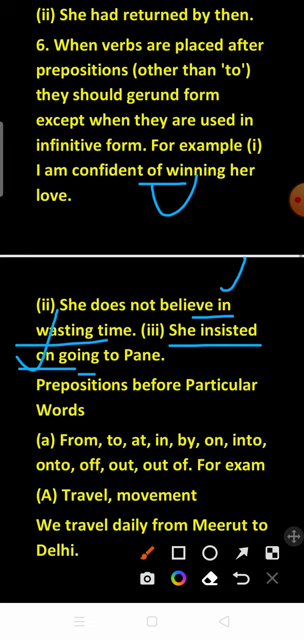 (ii) She had returned by then.
6. When verbs are placed after
prepositions (other than 'to')
they should gerund form
except when they are used in
infinitive form. For example (i)
I am confident of winning her
love.
(ii) She does not believe in
wasting time. (iii) She insisted
on going to Pane.
Prepositions before Particular
Words
(a) From, to, at, in, by, on, into,
onto, off, out, out of. For exam
(A) Travel, movement
We travel daily from Meerut to
Delhi.